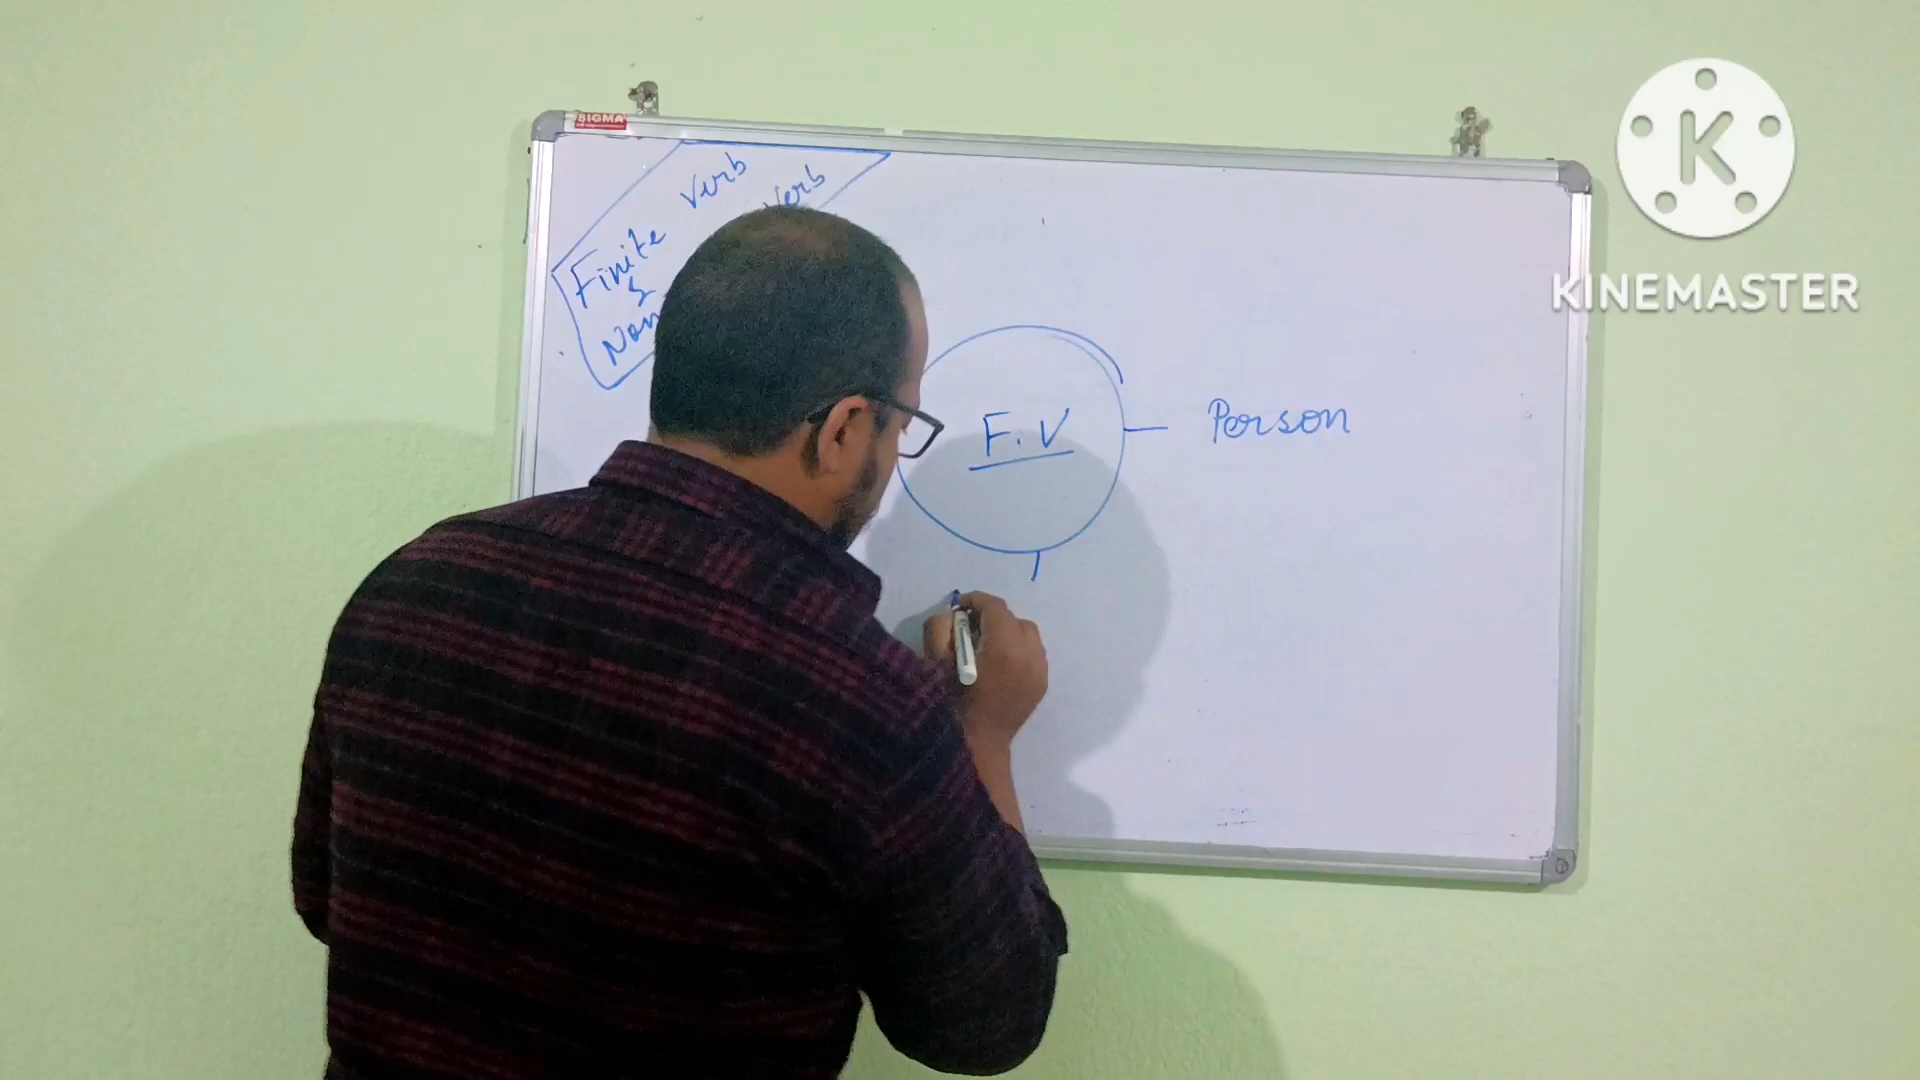 SIGMA
Finite Verb
&
Non Verb
F.V
Person
K
KINEMASTER